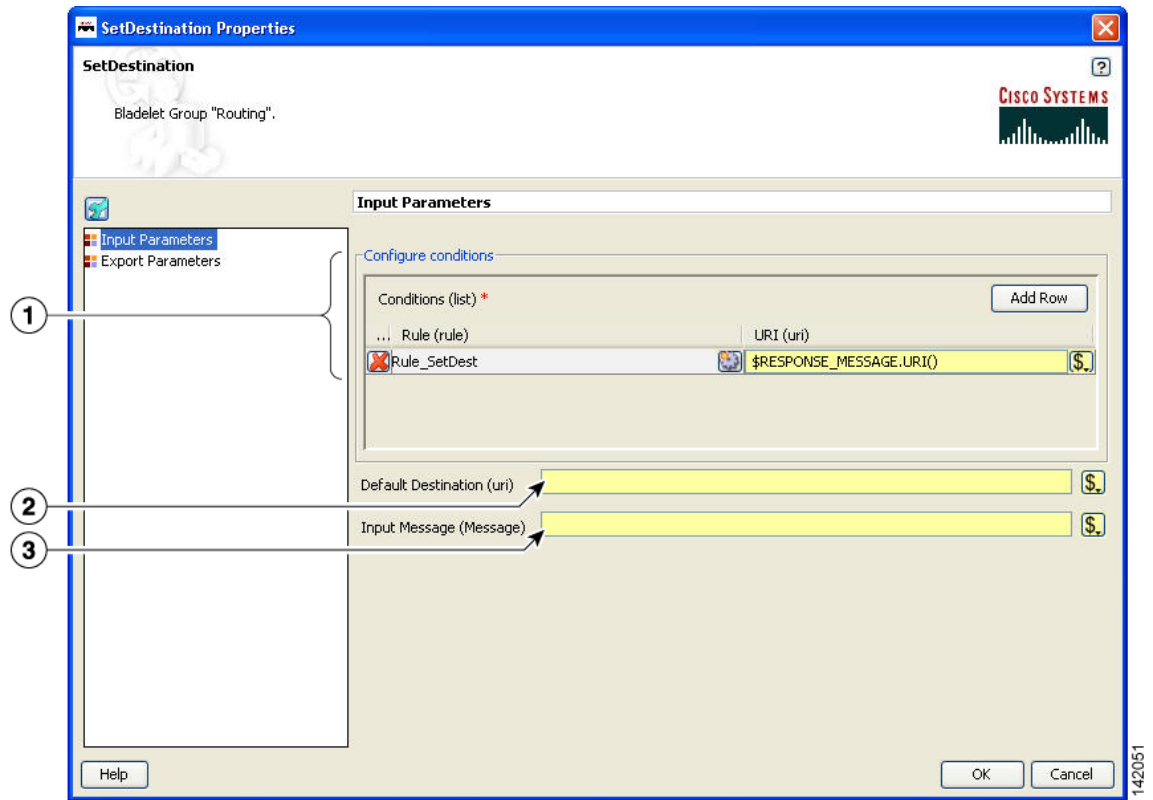 SetDestination Properties
SetDestination
?
Bladelet Group "Routing".
CISCO SYSTEMS
Input Parameters
Export Parameters
Input Parameters
Configure conditions
Conditions (list) *
Add Row
... Rule (rule) URI (uri)
Rule_SetDest $RESPONSE_MESSAGE.URI() $
Default Destination (uri) $
Input Message (Message) $
1
2
3
Help
OK
Cancel
142051